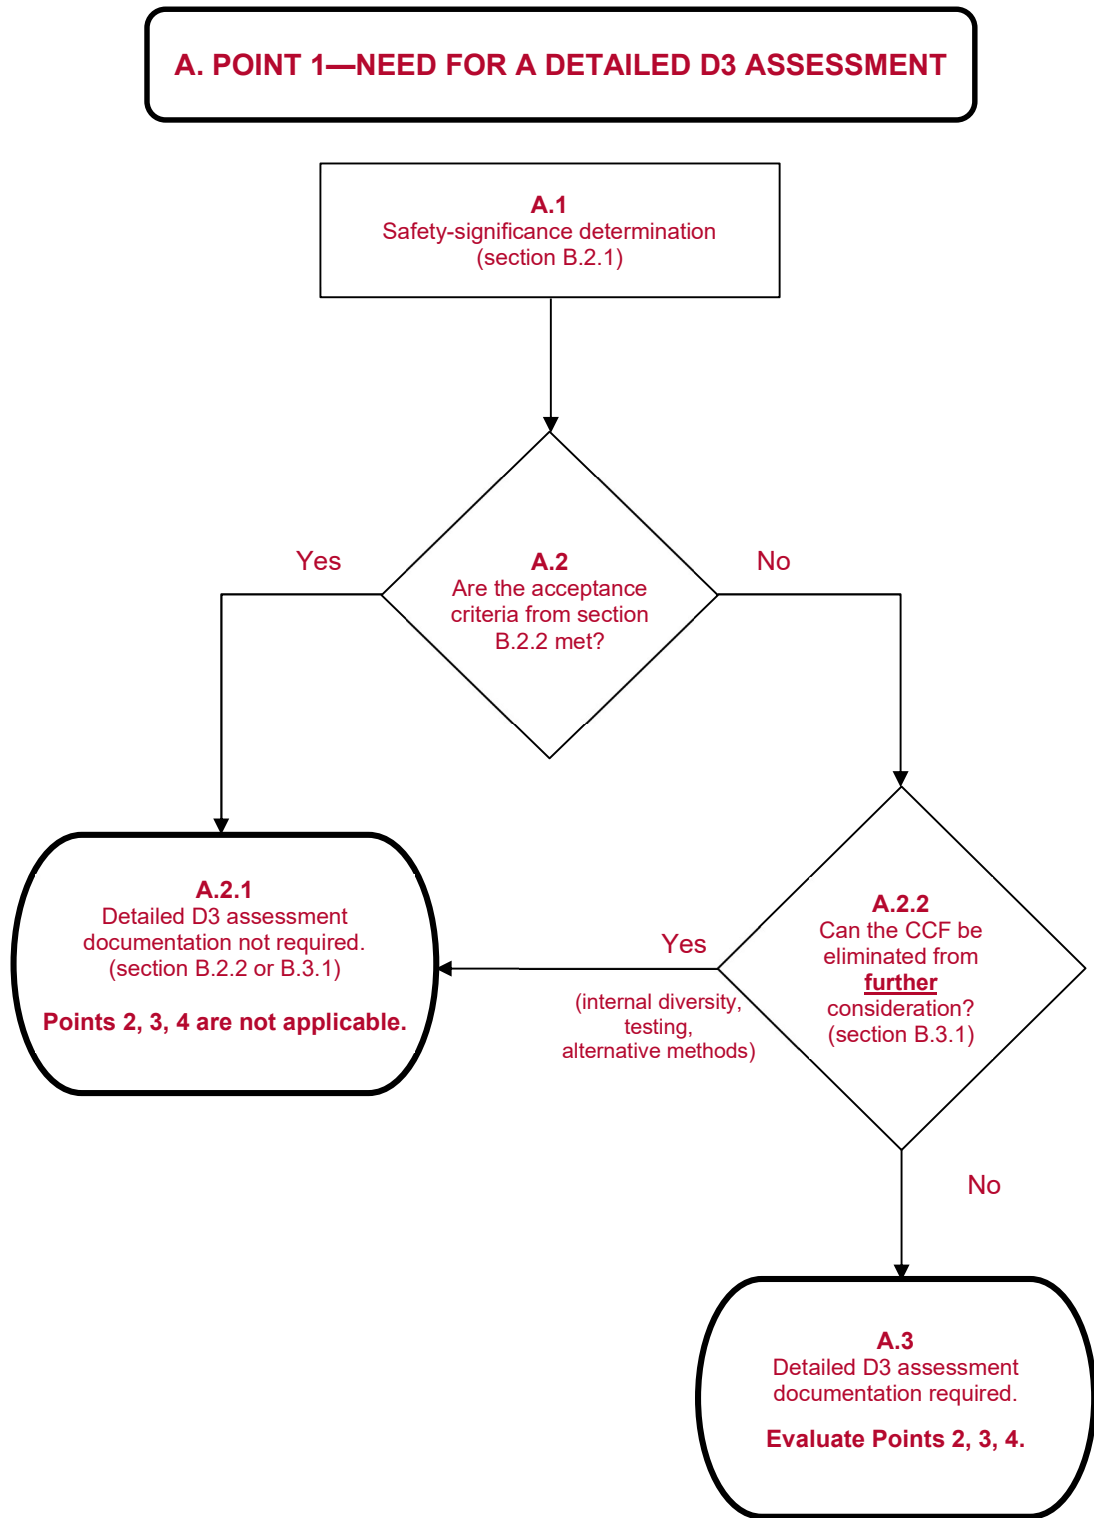 A. POINT 1—NEED FOR A DETAILED D3 ASSESSMENT
A.1
Safety-significance determination
(section B.2.1)
Yes
A.2
Are the acceptance
criteria from section
B.2.2 met?
No
A.2.1
Detailed D3 assessment
documentation not required.
(section B.2.2 or B.3.1)
Points 2, 3, 4 are not applicable.
Yes
(internal diversity,
testing,
alternative methods)
A.2.2
Can the CCF be
eliminated from
further
consideration?
(section B.3.1)
No
A.3
Detailed D3 assessment
documentation required.
Evaluate Points 2, 3, 4.